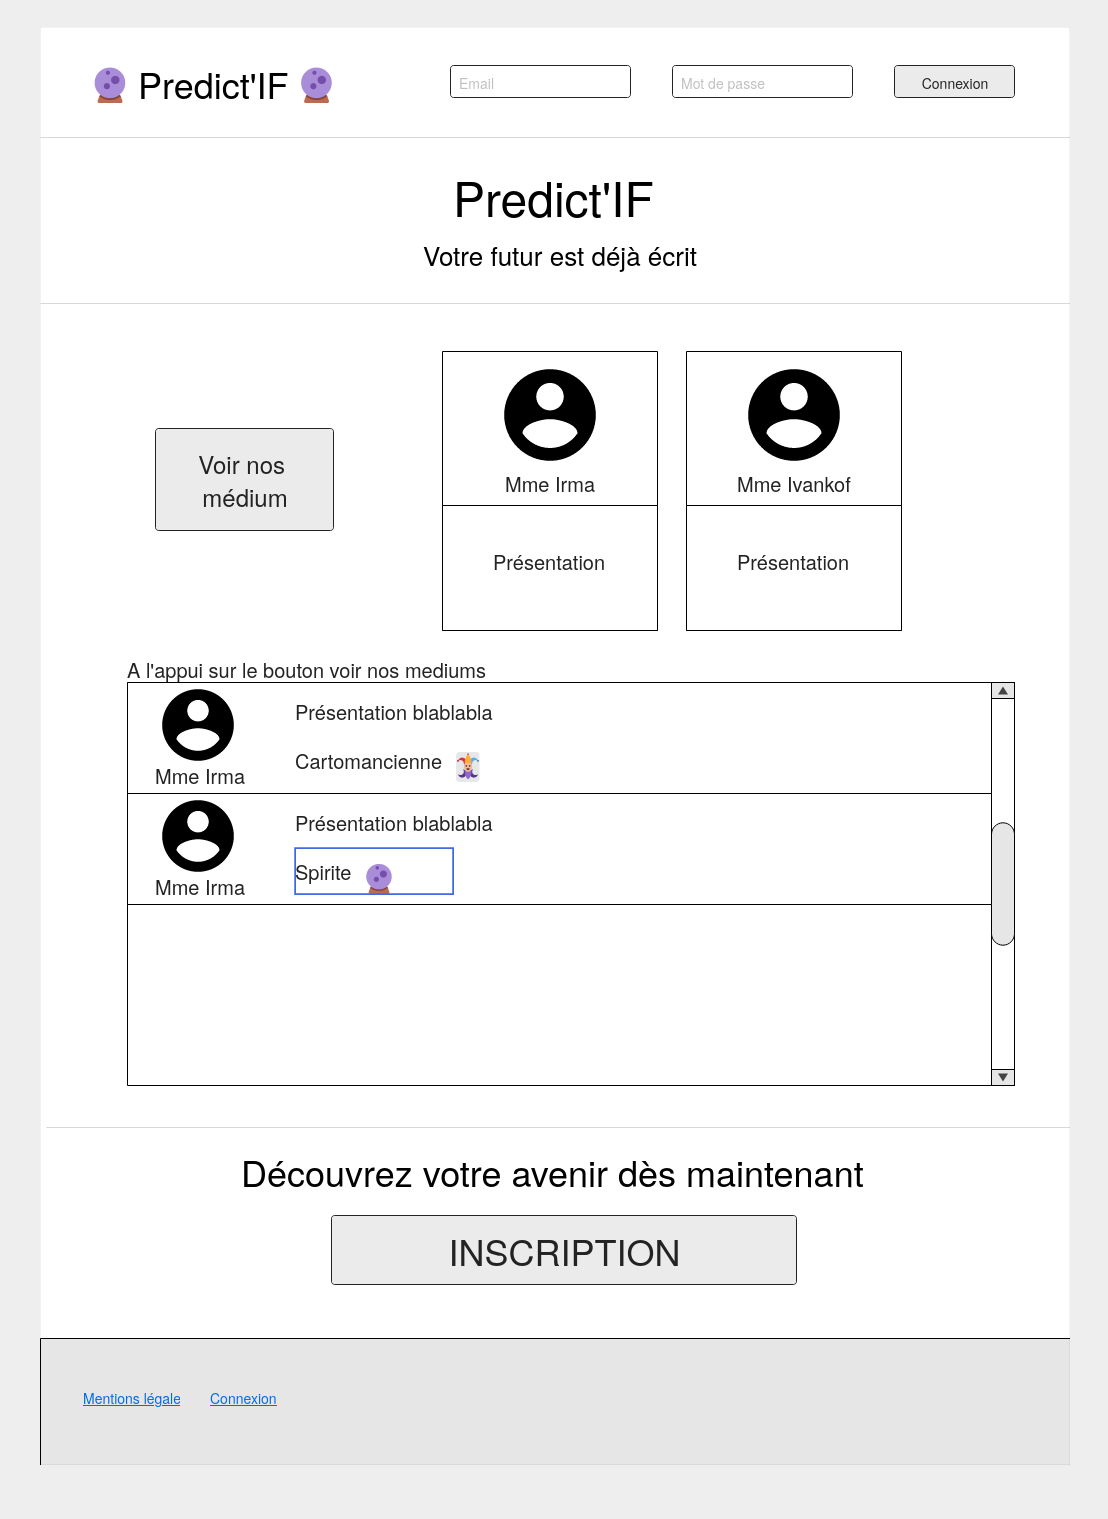 🔮 Predict'IF 🔮
Email
Mot de passe
Connexion
Predict'IF
Votre futur est déjà écrit
Voir nos
médium
Mme Irma
Présentation
Mme Ivankof
Présentation
A l'appui sur le bouton voir nos mediums
Mme Irma
Présentation blablabla
Cartomancienne 🃏
Mme Irma
Présentation blablabla
Spirite 🔮
Découvrez votre avenir dès maintenant
INSCRIPTION
Mentions légale
Connexion